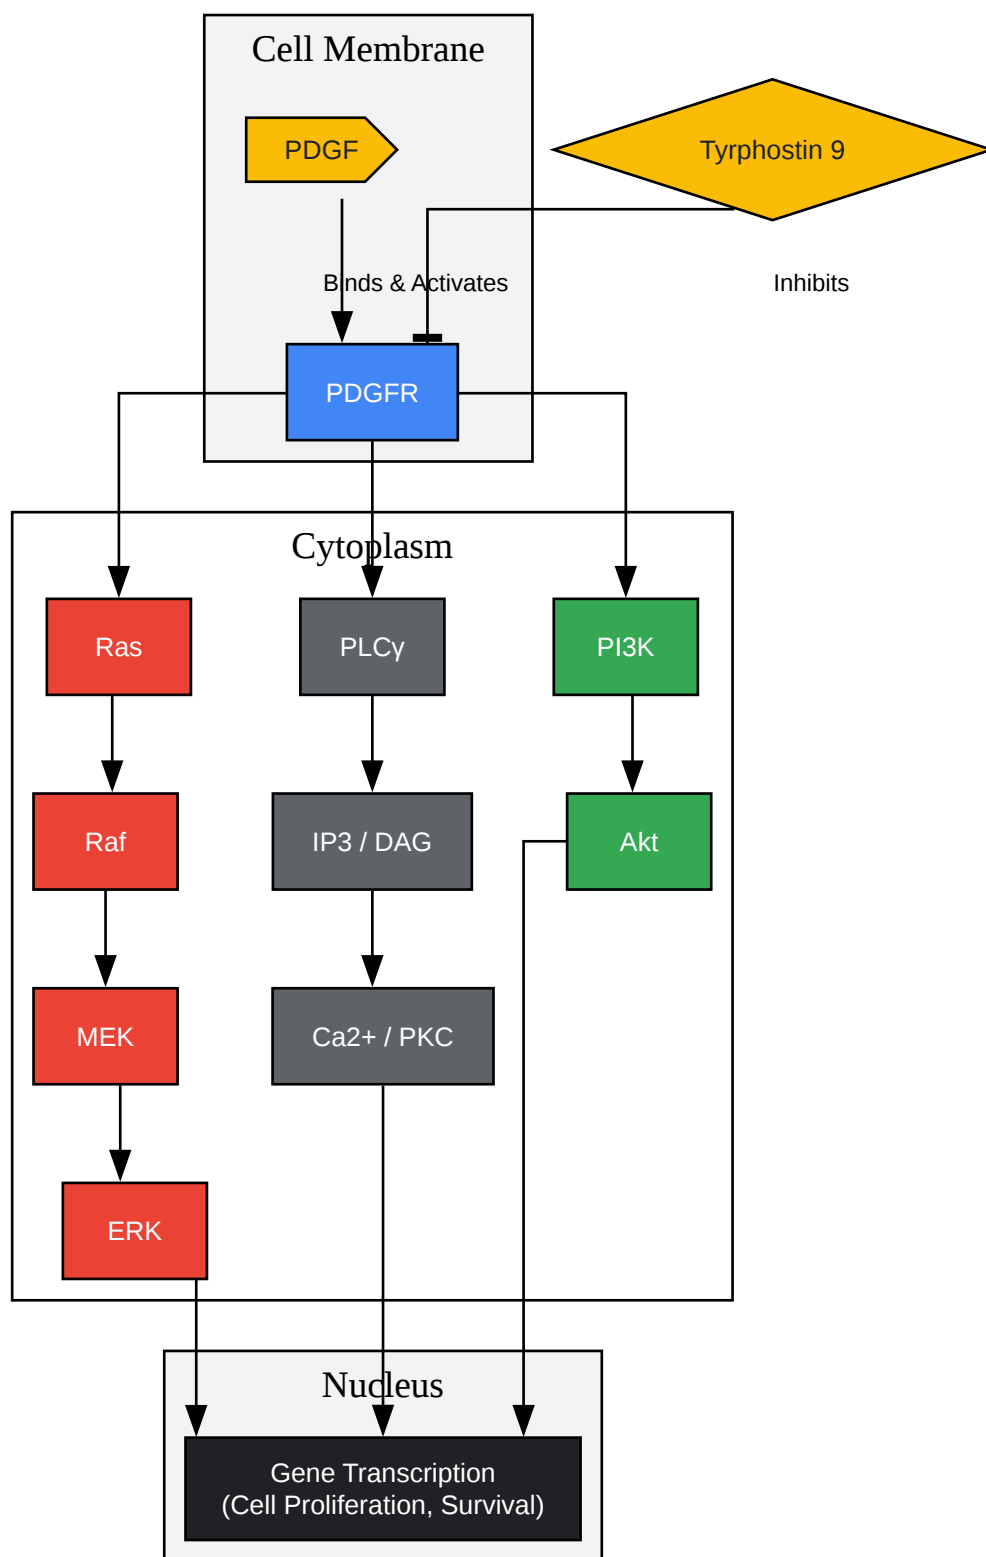 Cell Membrane
PDGF
Tyrphostin 9
Binds & Activates
Inhibits
PDGFR
Cytoplasm
Ras
PLCγ
PI3K
Raf
IP3 / DAG
Akt
MEK
Ca2+ / PKC
ERK
Nucleus
Gene Transcription
(Cell Proliferation, Survival)